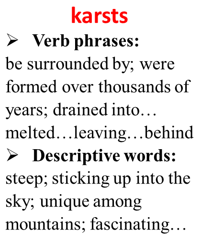 karsts
➢ Verb phrases:
be surrounded by; were
formed over thousands of
years; drained into…
melted…leaving…behind
➢ Descriptive words:
steep; sticking up into the
sky; unique among
mountains; fascinating…